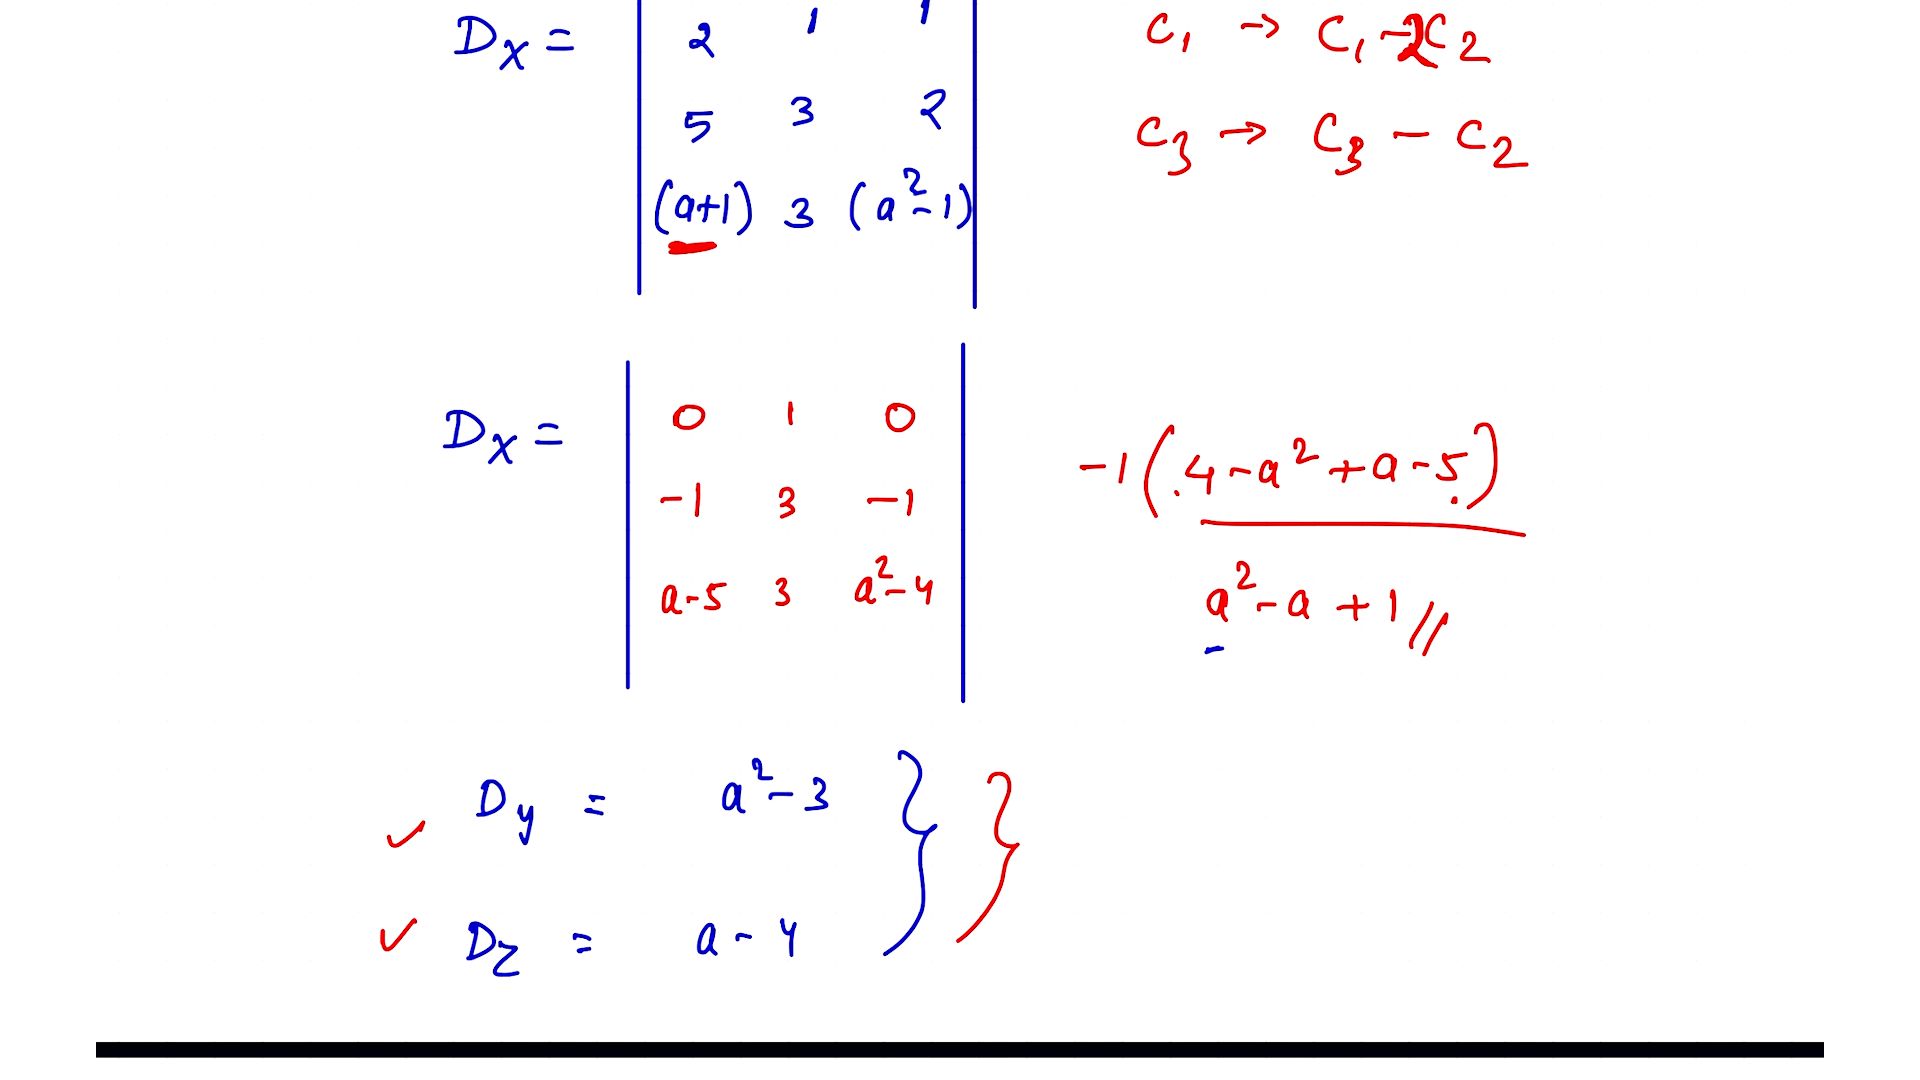 Dx = | 2 1 1 |
C₁ → C₁ - 2C₂
| 5 3 2 |
C₃ → C₃ - C₂
| (a+1) 3 (a²-1) |
Dx = | 0 1 0 |
| -1 3 -1 |
| a-5 3 a²-4 |
-1(4-a²+a-5)
a²-a+1//
✓ Dy = a²-3 }}
✓ Dz = a-4